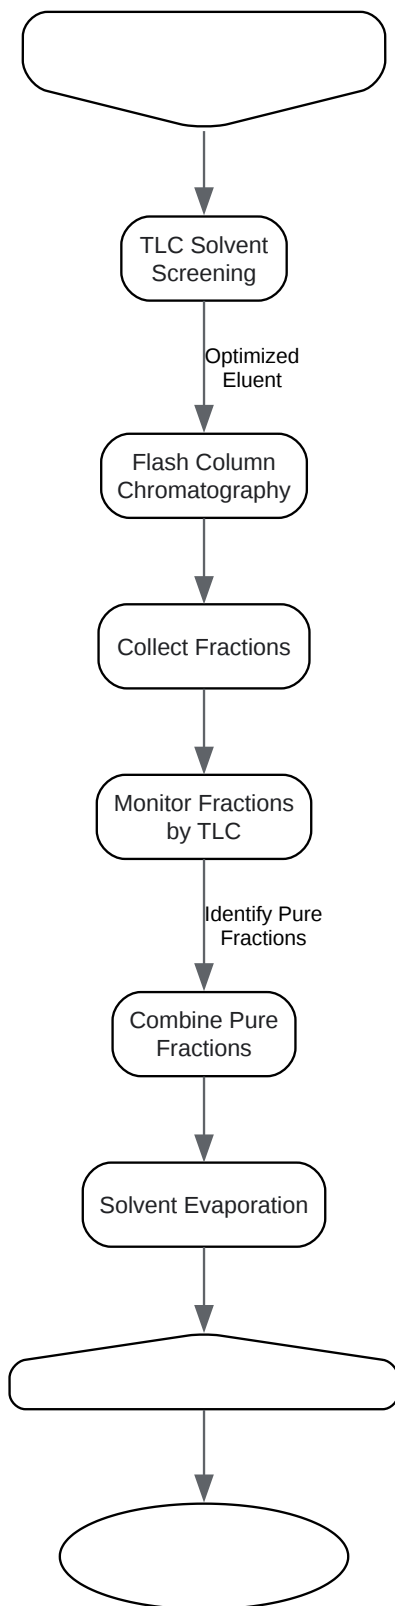 TLC Solvent
Screening
Optimized
Eluent
Flash Column
Chromatography
Collect Fractions
Monitor Fractions
by TLC
Identify Pure
Fractions
Combine Pure
Fractions
Solvent Evaporation